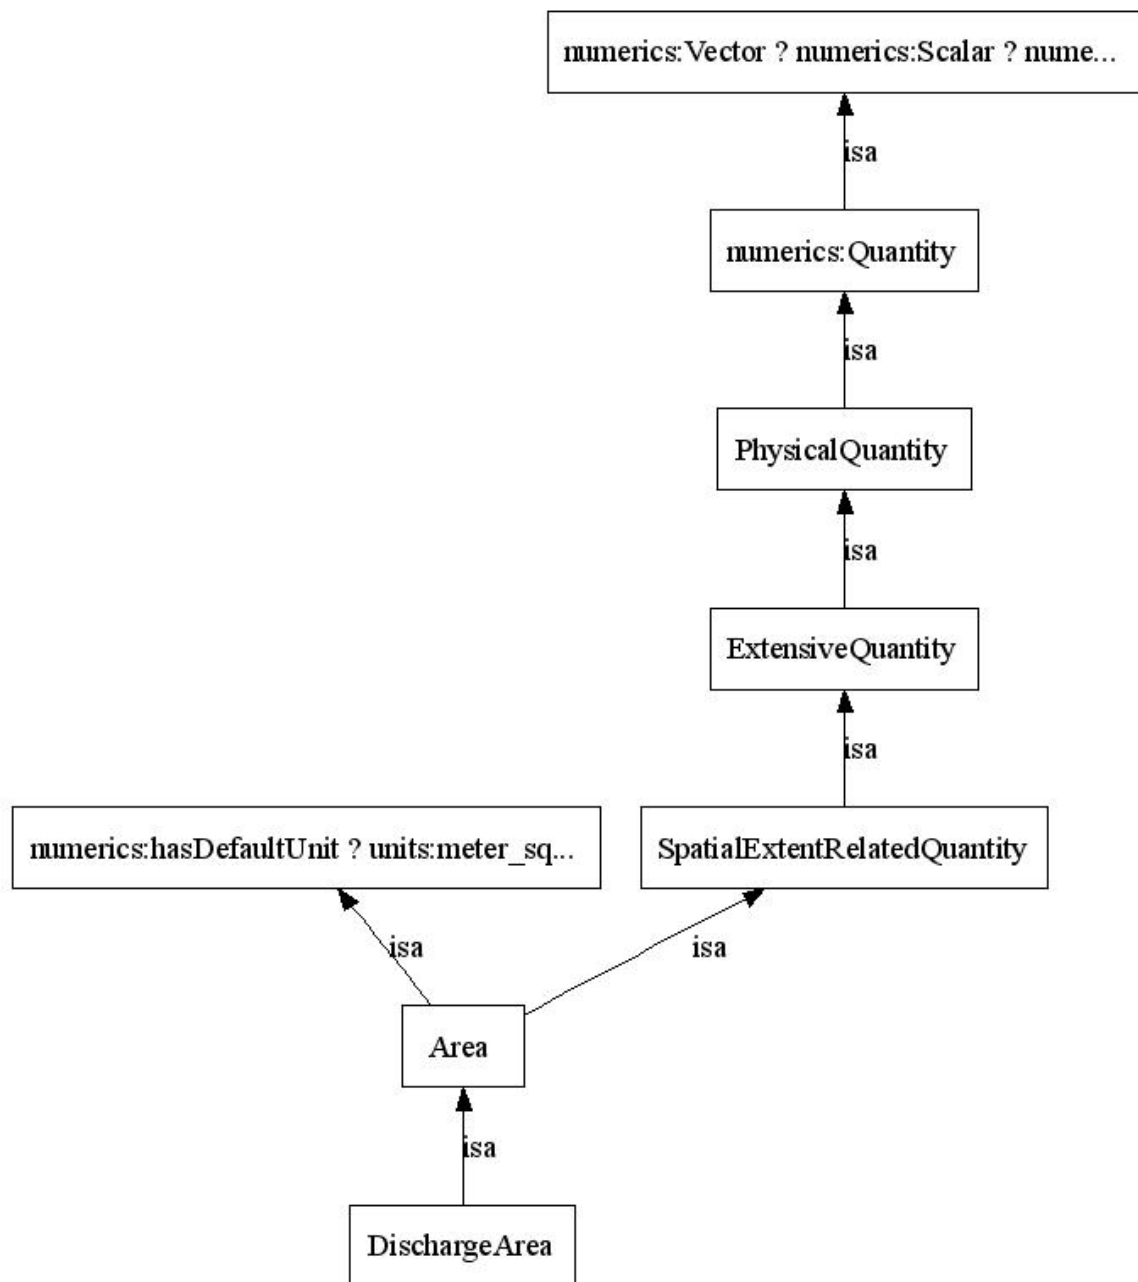 numerics:Vector ? numerics:Scalar ? nume...
isa
numerics:Quantity
isa
PhysicalQuantity
isa
ExtensiveQuantity
isa
numerics:hasDefaultUnit ? units:meter_sq...
SpatialExtentRelatedQuantity
isa
isa
Area
isa
DischargeArea